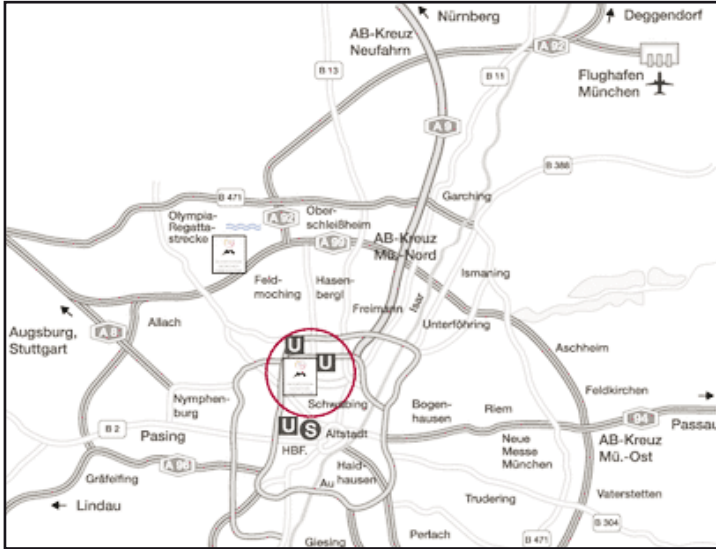 Nürnberg
Deggendorf
AB-Kreuz
Neufahrn
A 92
B 13
B 11
Flughafen
München
A 9
B 388
B 471
Garching
Olympia-
Regatta-
strecke
A 92
Ober-
schleißheim
A 99
AB-Kreuz
Mü.-Nord
Feld-
moching
Hasen-
bergl
Ismaning
Isar
Freimann
Unterföhring
Allach
A 8
Augsburg,
Stuttgart
Aschheim
U
U
Feldkirchen
Nymphen-
burg
Schwabing
Bogen-
hausen
Riem
94
Passau
B 2
Pasing
U
S
Altstadt
HBF.
Neue
Messe
München
AB-Kreuz
Mü.-Ost
A 96
Gräfelfing
Haid-
hausen
Au
Lindau
Trudering
Vaterstetten
B 304
Giesing
Perlach
B 471